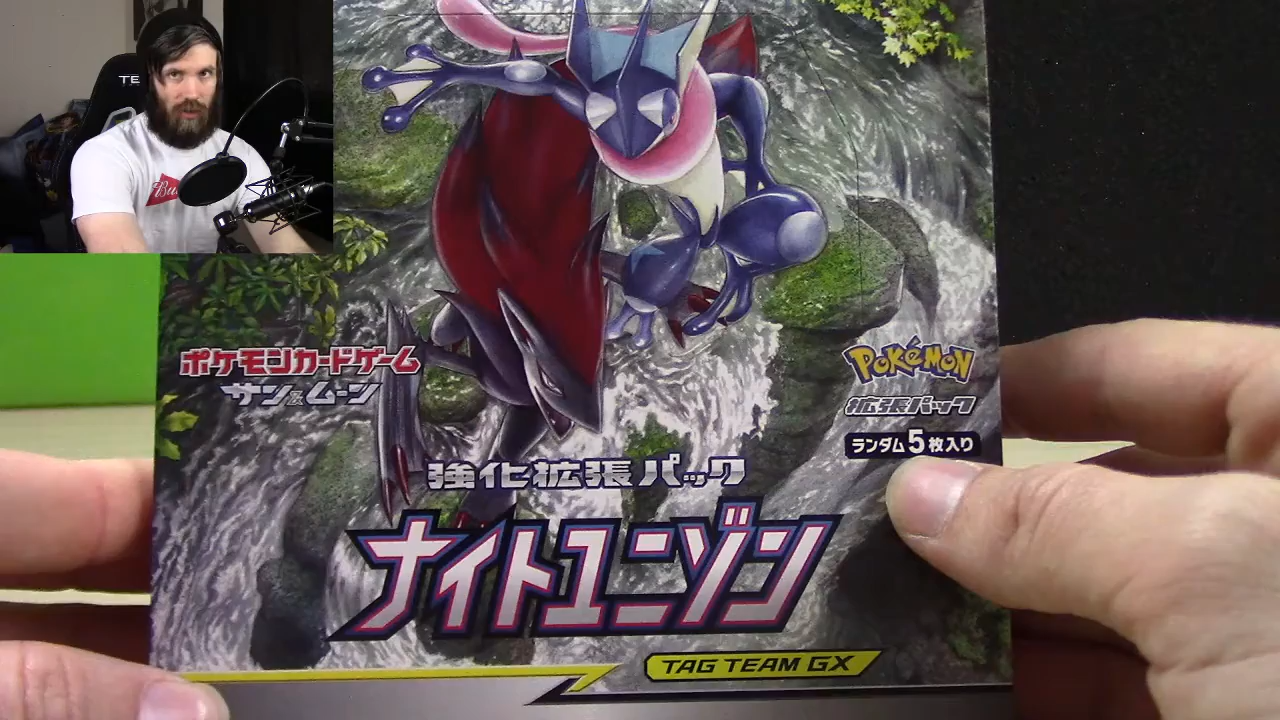 TE
Bu
ポケモンカードゲーム
サン&ムーン
POKéMON
拡張パック
ランダム5枚入り
強化拡張パック
ナイトユニゾン
TAG TEAM GX